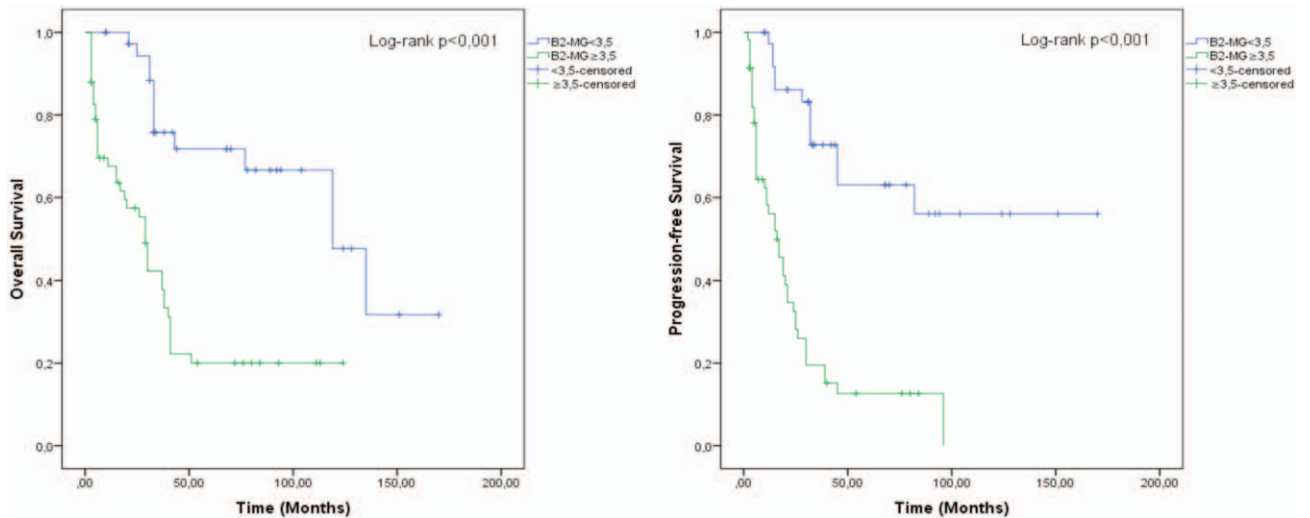 Overall Survival
1,0
0,8
0,6
0,4
0,2
0,0
,00 50,00 100,00 150,00 200,00
Time (Months)
Log-rank p<0,001
B2-MG<3,5
B2-MG≥3,5
<3,5-censored
≥3,5-censored
Progression-free Survival
1,0
0,8
0,6
0,4
0,2
0,0
,00 50,00 100,00 150,00 200,00
Time (Months)
Log-rank p<0,001
B2-MG<3,5
B2-MG≥3,5
<3,5-censored
≥3,5-censored